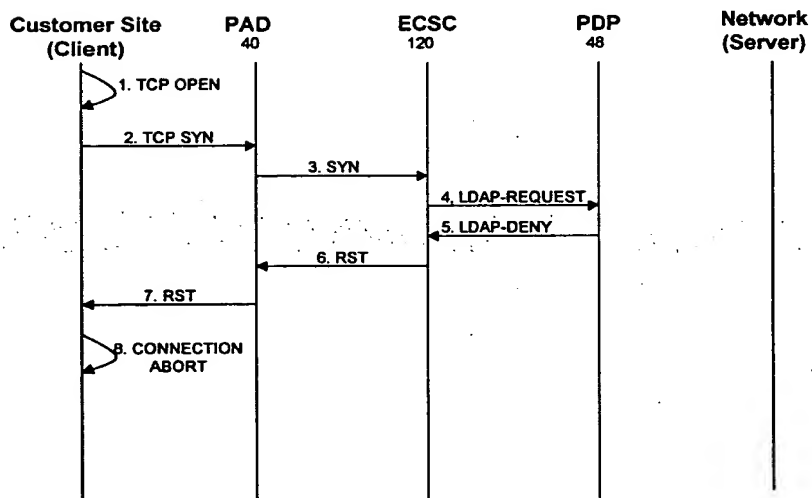 Customer Site
(Client)
PAD
40
ECSC
120
PDP
48
Network
(Server)
1. TCP OPEN
2. TCP SYN
3. SYN
4, LDAP-REQUEST
5. LDAP-DENY
6. RST
7. RST
8. CONNECTION
ABORT